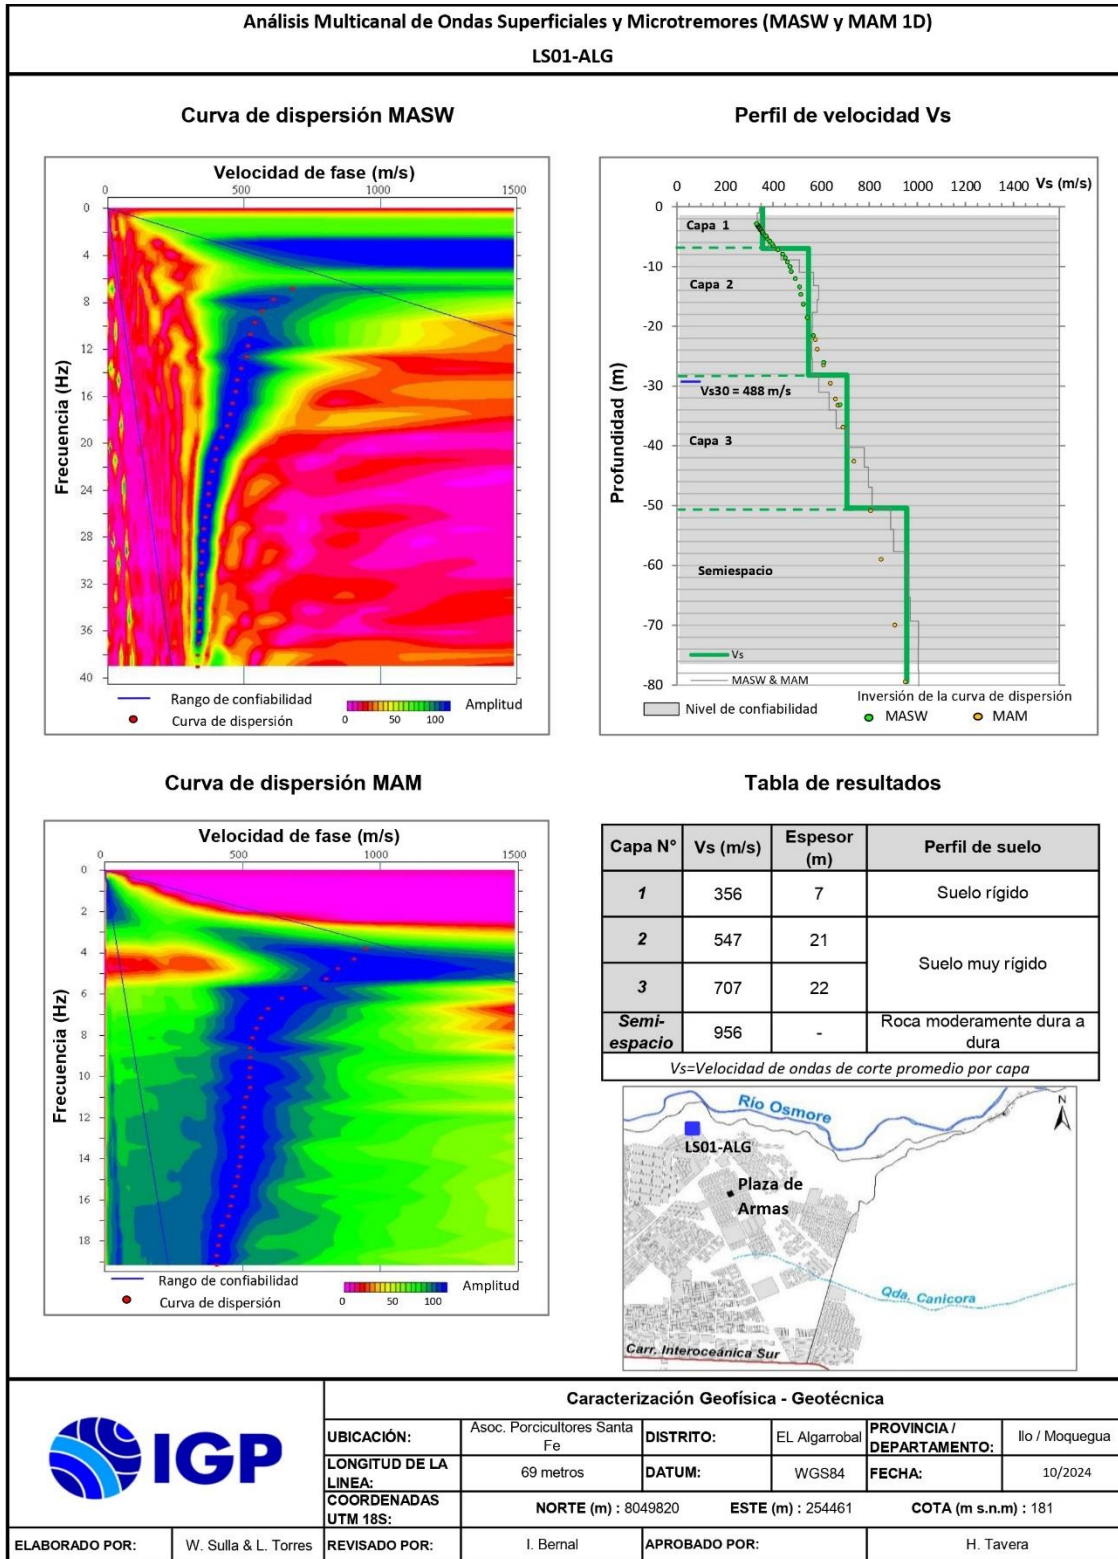 Análisis Multicanal de Ondas Superficiales y Microtremores (MASW y MAM 1D)
LS01-ALG
Curva de dispersión MASW
Velocidad de fase (m/s)
0 500 1000 1500
Frecuencia (Hz)
0
4
8
12
16
20
24
28
32
36
40
Rango de confiabilidad
Curva de dispersión
0 50 100
Amplitud
Perfil de velocidad Vs
0 200 400 600 800 1000 1200 1400 Vs (m/s)
Profundidad (m)
0
-10
-20
-30
-40
-50
-60
-70
-80
Capa 1
Capa 2
Vs30 = 488 m/s
Capa 3
Semiespacio
Vs
MASW & MAM
Nivel de confiabilidad
Inversión de la curva de dispersión
MASW MAM
Curva de dispersión MAM
Velocidad de fase (m/s)
0 500 1000 1500
Frecuencia (Hz)
0
2
4
6
8
10
12
14
16
18
Rango de confiabilidad
Curva de dispersión
0 50 100
Amplitud
Tabla de resultados
Capa N° Vs (m/s) Espesor (m) Perfil de suelo
1 356 7 Suelo rígido
2 547 21 Suelo muy rígido
3 707 22
Semi-espacio 956 - Roca moderamente dura a dura
Vs=Velocidad de ondas de corte promedio por capa
Río Osmore
N
LS01-ALG
Plaza de
Armas
Qda. Canicora
Carr. Interoceánica Sur
IGP
Caracterización Geofísica - Geotécnica
UBICACIÓN: Asoc. Porcicultores Santa Fe DISTRITO: EL Algarrobal PROVINCIA / DEPARTAMENTO: Ilo / Moquegua
LONGITUD DE LA LINEA: 69 metros DATUM: WGS84 FECHA: 10/2024
COORDENADAS UTM 18S: NORTE (m) : 8049820 ESTE (m) : 254461 COTA (m s.n.m) : 181
ELABORADO POR: W. Sulla & L. Torres REVISADO POR: I. Bernal APROBADO POR: H. Tavera